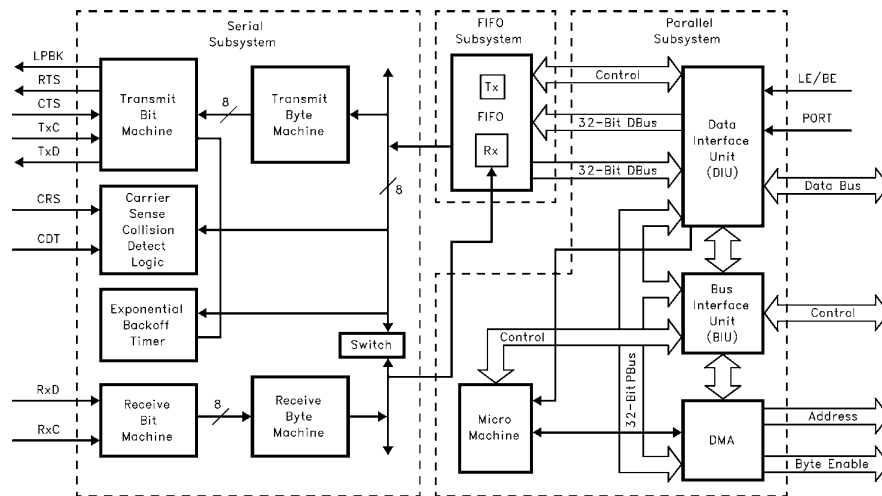 Serial
Subsystem
FIFO
Subsystem
Parallel
Subsystem
LPBK
RTS
CTS
TxC
TxD
Transmit
Bit
Machine
8
Transmit
Byte
Machine
8
Tx
FIFO
Rx
Control
32-Bit DBus
32-Bit DBus
Data
Interface
Unit
(DIU)
LE/BE
PORT
Data Bus
CRS
CDT
Carrier
Sense
Collision
Detect
Logic
Exponential
Backoff
Timer
Switch
Control
32-Bit PBus
Bus
Interface
Unit
(BIU)
Control
RxD
RxC
Receive
Bit
Machine
8
Receive
Byte
Machine
Micro
Machine
DMA
Address
Byte Enable